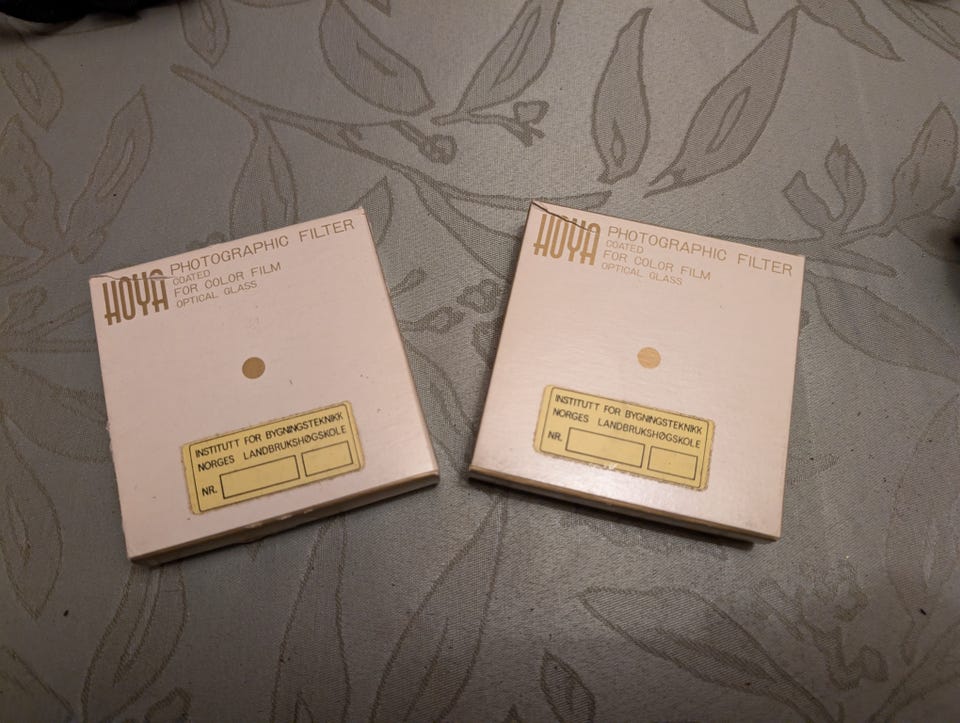 HOYA
PHOTOGRAPHIC FILTER
COATED
FOR COLOR FILM
OPTICAL GLASS
INSTITUTT FOR BYGNINGSTEKNIKK
NORGES LANDBRUKSHØGSKOLE
NR.
HOYA
PHOTOGRAPHIC FILTER
COATED
FOR COLOR FILM
OPTICAL GLASS
INSTITUTT FOR BYGNINGSTEKNIKK
NORGES LANDBRUKSHØGSKOLE
NR.